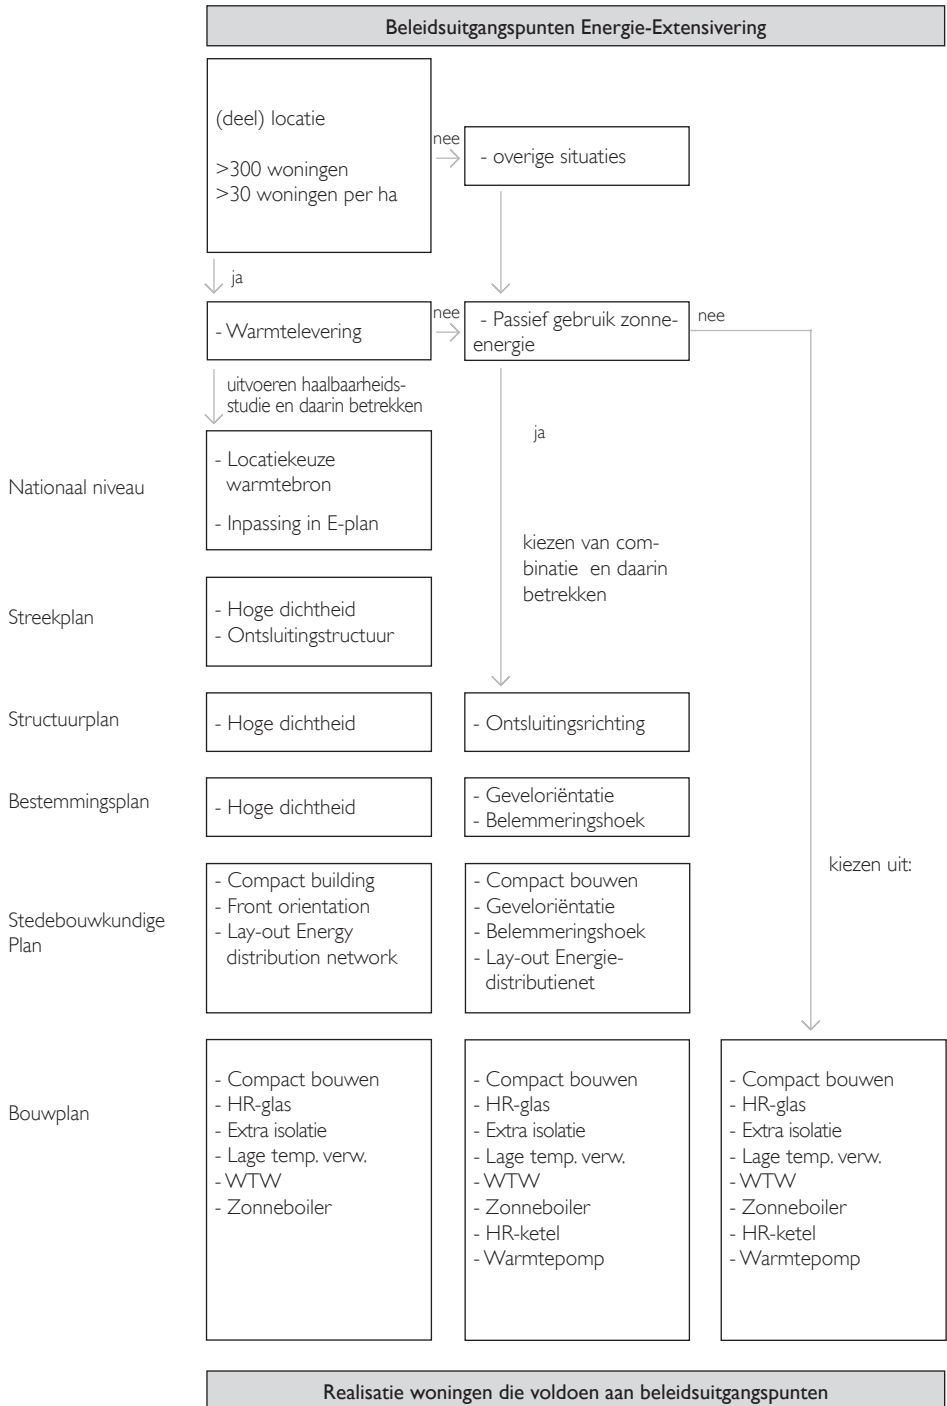 Beleidsuitgangspunten Energie-Extensivering
(deel) locatie
>300 woningen
>30 woningen per ha
nee
- overige situaties
ja
- Warmtelevering
nee
- Passief gebruik zonne-
energie
nee
uitvoeren haalbaarheids-
studie en daarin betrekken
ja
Nationaal niveau
- Locatiekeuze
warmtebron
- Inpassing in E-plan
kiezen van com-
binatie en daarin
betrekken
Streekplan
- Hoge dichtheid
- Ontsluitingstructuur
Structuurplan
- Hoge dichtheid
- Ontsluitingsrichting
Bestemmingsplan
- Hoge dichtheid
- Geveloriëntatie
- Belemmeringshoek
kiezen uit:
Stedebouwkundige
Plan
- Compact building
- Front orientation
- Lay-out Energy
distribution network
- Compact bouwen
- Geveloriëntatie
- Belemmeringshoek
- Lay-out Energie-
distributienet
Bouwplan
- Compact bouwen
- HR-glas
- Extra isolatie
- Lage temp. verw.
- WTW
- Zonneboiler
- Compact bouwen
- HR-glas
- Extra isolatie
- Lage temp. verw.
- WTW
- Zonneboiler
- HR-ketel
- Warmtepomp
- Compact bouwen
- HR-glas
- Extra isolatie
- Lage temp. verw.
- WTW
- Zonneboiler
- HR-ketel
- Warmtepomp
Realisatie woningen die voldoen aan beleidsuitgangspunten